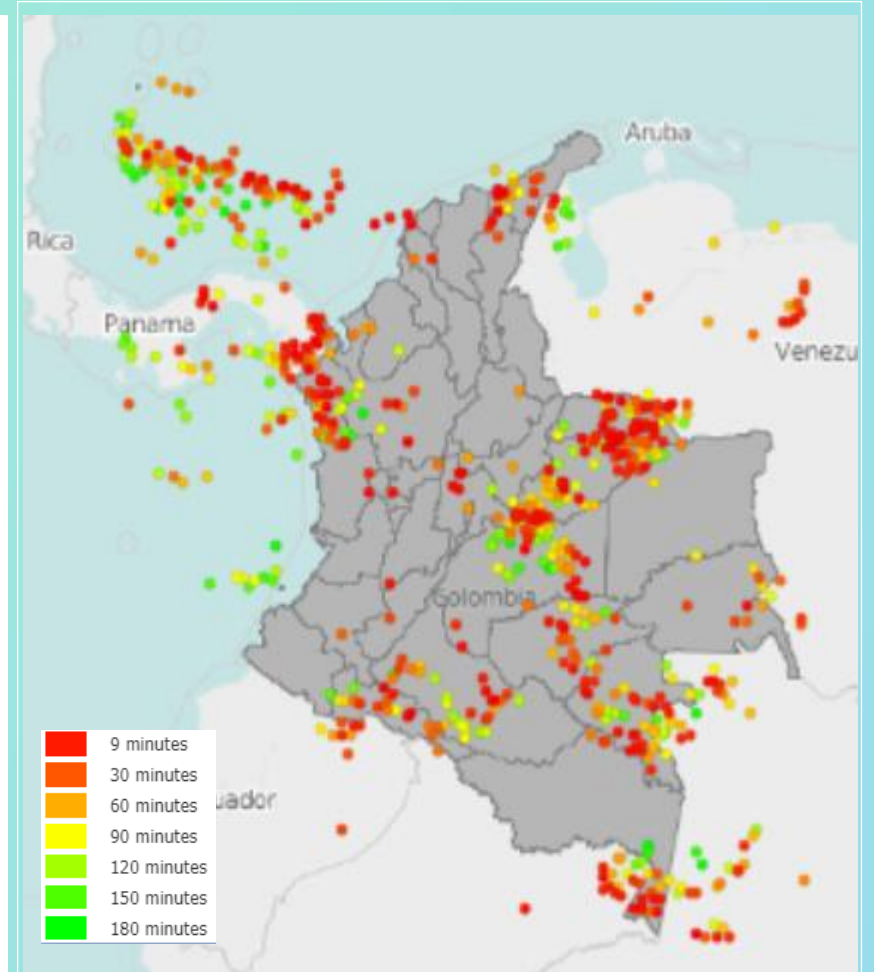 Aruba
Rica
Panama
Venezu
Colombia
uador
9 minutes
30 minutes
60 minutes
90 minutes
120 minutes
150 minutes
180 minutes